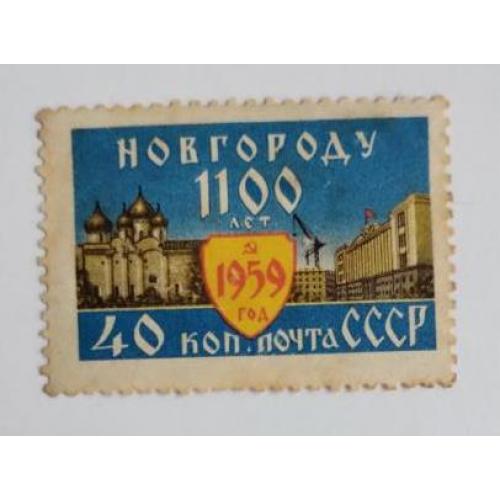 НОВГОРОДУ
1100
ЛЕТ
1959
ГОД
40 КОП. ПОЧТА СССР